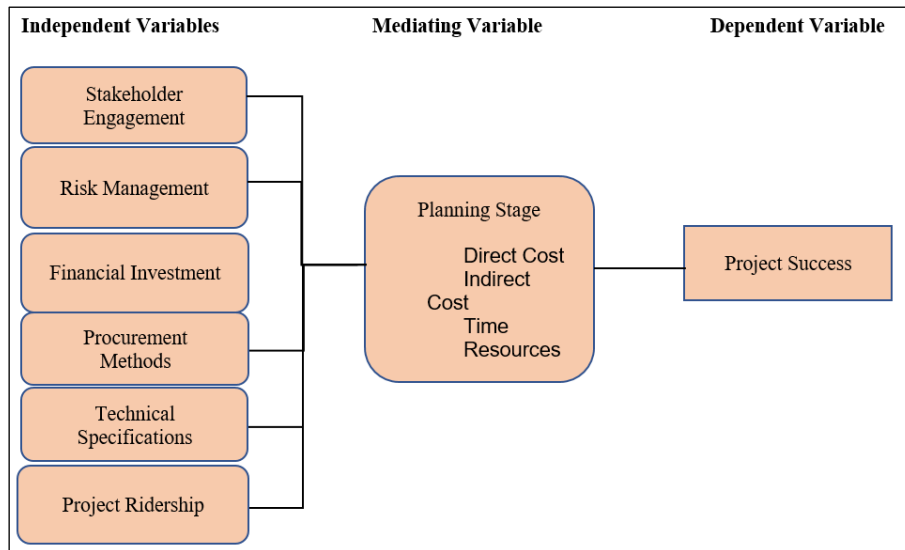 Independent Variables
Mediating Variable
Dependent Variable
Stakeholder
Engagement
Risk Management
Financial Investment
Procurement
Methods
Technical
Specifications
Project Ridership
Planning Stage
Direct Cost
Indirect
Cost
Time
Resources
Project Success